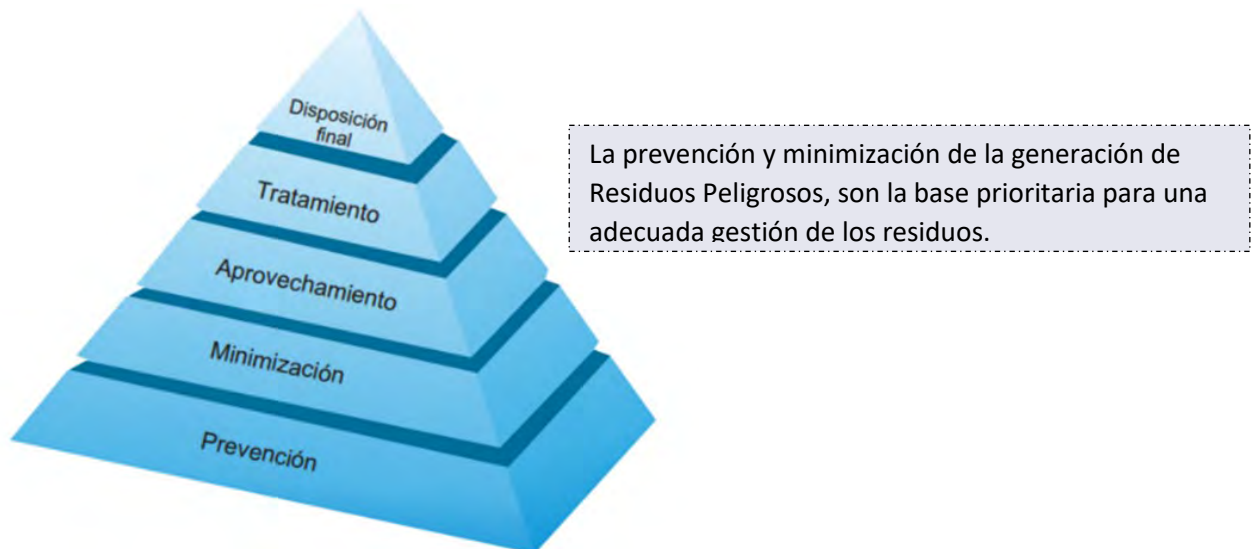 Disposición
final
Tratamiento
Aprovechamiento
Minimización
Prevención
La prevención y minimización de la generación de
Residuos Peligrosos, son la base prioritaria para una
adecuada gestión de los residuos.